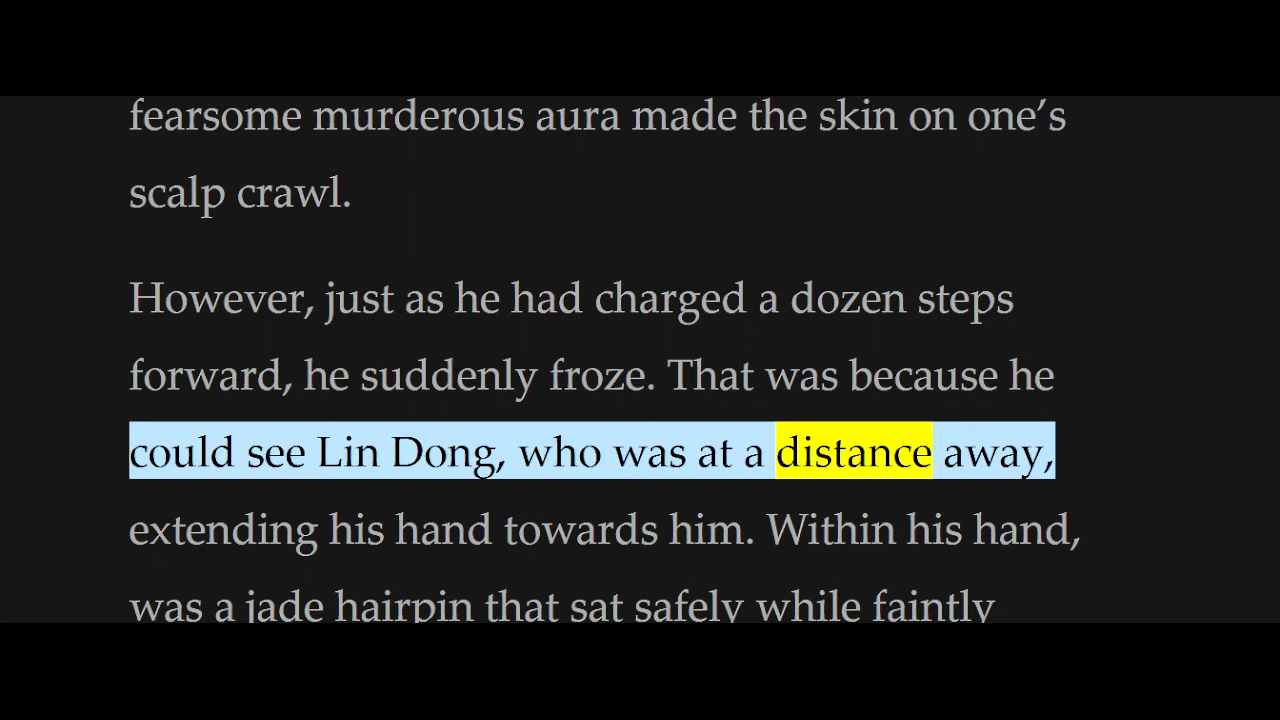 fearsome murderous aura made the skin on one’s
scalp crawl.
However, just as he had charged a dozen steps
forward, he suddenly froze. That was because he
could see Lin Dong, who was at a distance away,
extending his hand towards him. Within his hand,
was a jade hairpin that sat safely while faintly